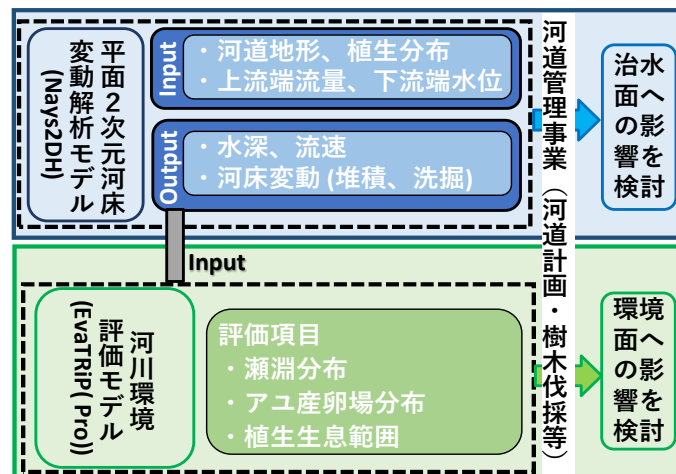 平面2次元河床
変動解析モデル
(Nays2DH)
Input
・河道地形、植生分布
・上流端流量、下流端水位
Output
・水深、流速
・河床変動 (堆積、洗掘)
Input
河川環境
評価モデル
(EvaTRiP( Pro))
評価項目
・瀬淵分布
・アユ産卵場分布
・植生生息範囲
河道管理事業（河道計画・樹木伐採等）
治水
面へ
の影
響を
検討
環境
面へ
の影
響を
検討